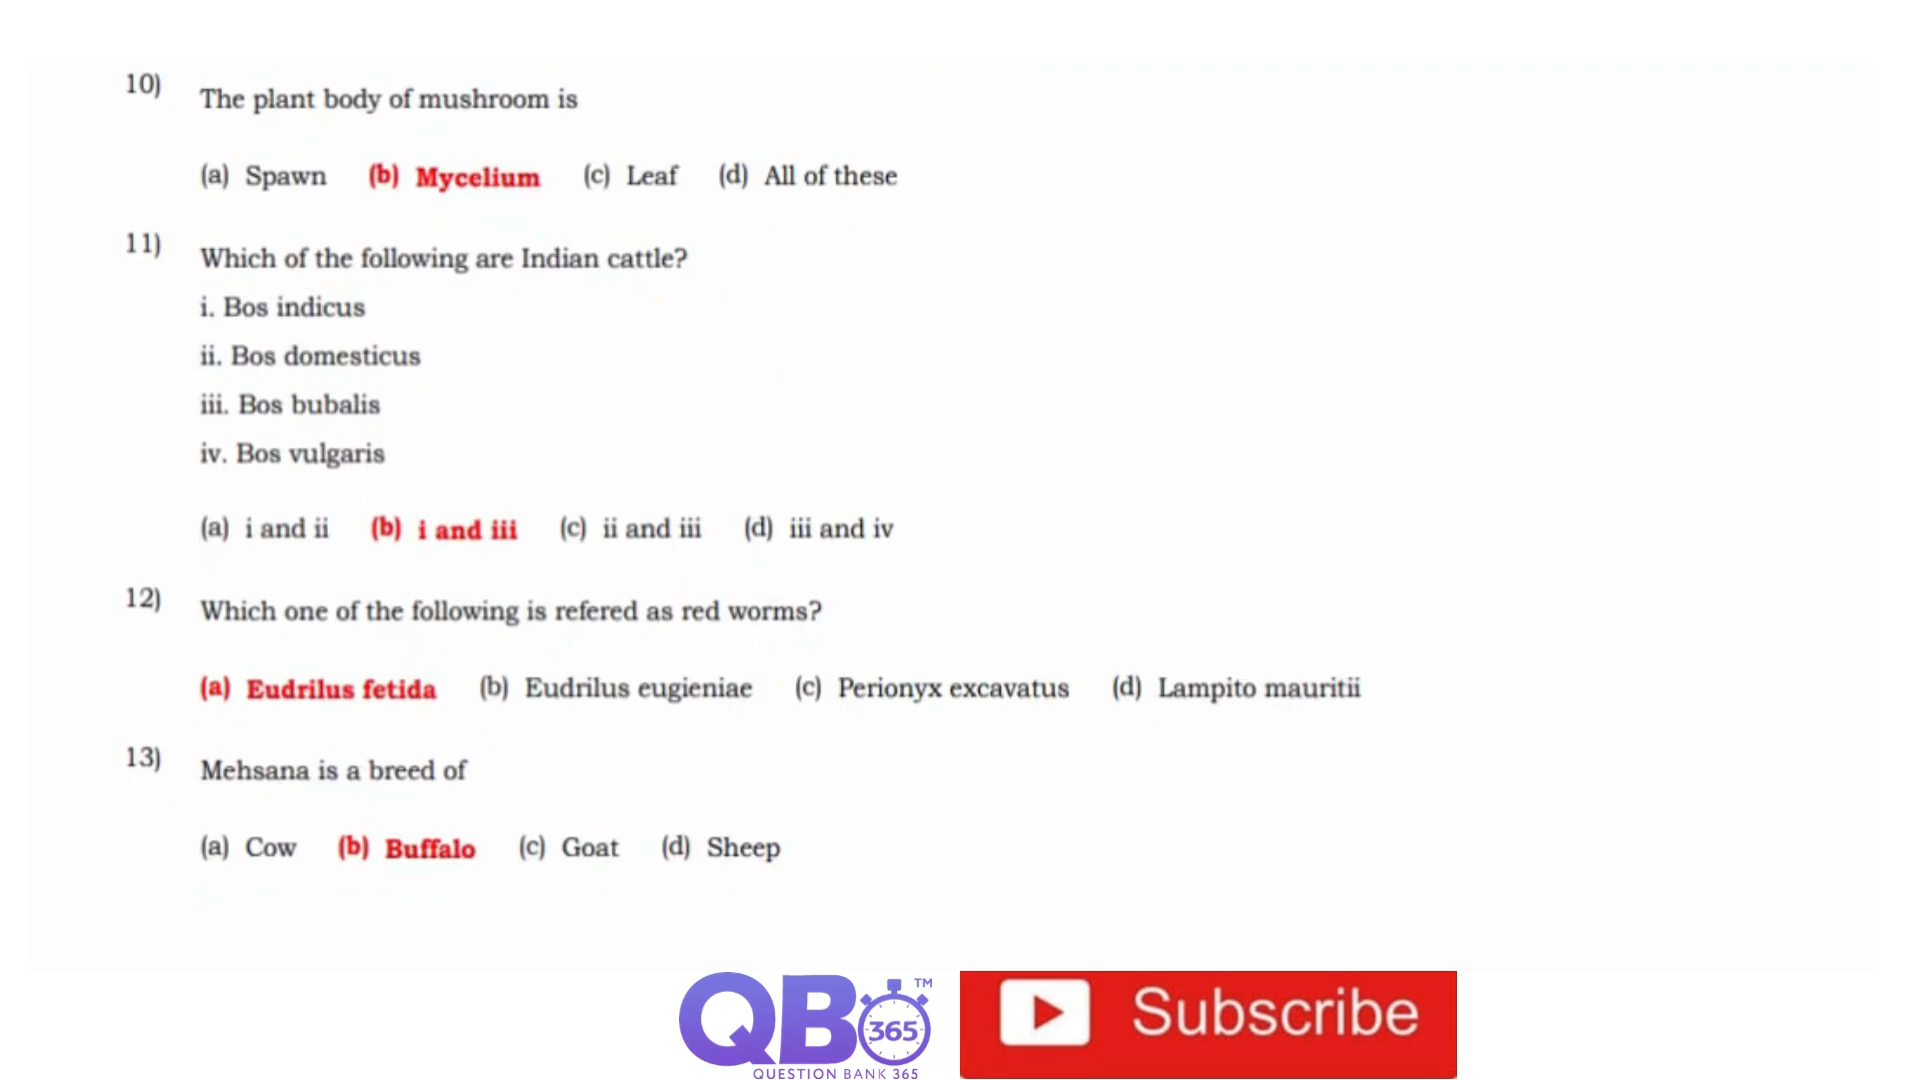 10)
The plant body of mushroom is
(a) Spawn (b) Mycelium (c) Leaf (d) All of these
11)
Which of the following are Indian cattle?
i. Bos indicus
ii. Bos domesticus
iii. Bos bubalis
iv. Bos vulgaris
(a) i and ii (b) i and iii (c) ii and iii (d) iii and iv
12)
Which one of the following is refered as red worms?
(a) Eudrilus fetida (b) Eudrilus eugieniae (c) Perionyx excavatus (d) Lampito mauritii
13)
Mehsana is a breed of
(a) Cow (b) Buffalo (c) Goat (d) Sheep
QB 365 ™
QUESTION BANK 365
Subscribe